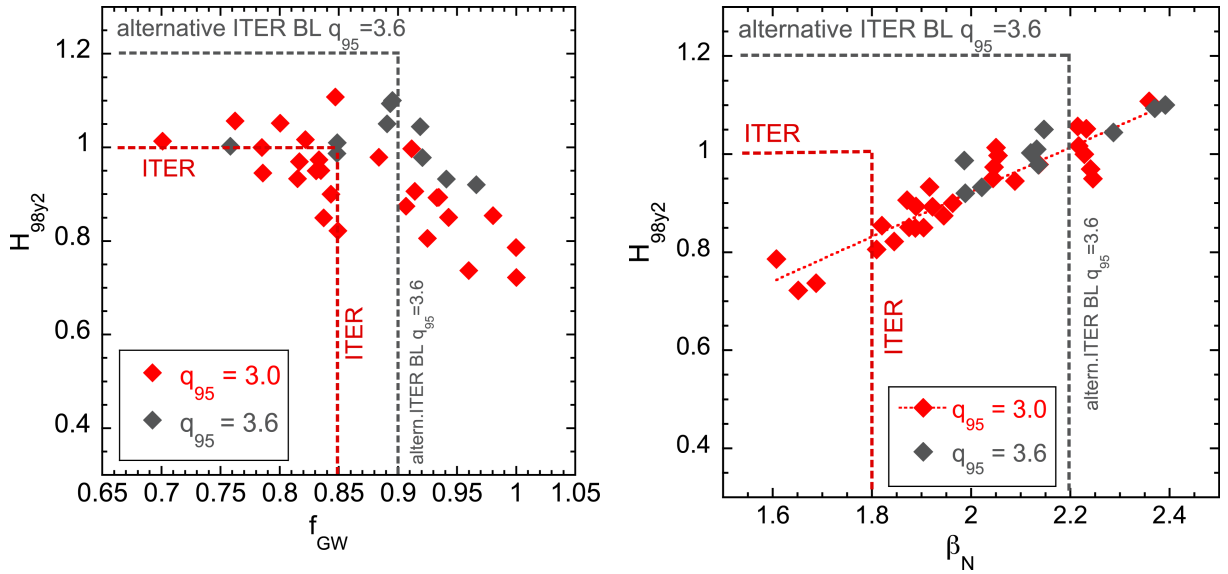 alternative ITER BL q95=3.6
1.2
1
0.8
0.6
0.4
H98y2
ITER
ITER
altern.ITER BL q95=3.6
q95 = 3.0
q95 = 3.6
0.65 0.7 0.75 0.8 0.85 0.9 0.95 1 1.05
fGW
alternative ITER BL q95=3.6
1.2
1
0.8
0.6
0.4
H98y2
ITER
ITER
altern.ITER BL q95=3.6
q95 = 3.0
q95 = 3.6
1.6 1.8 2 2.2 2.4
βN